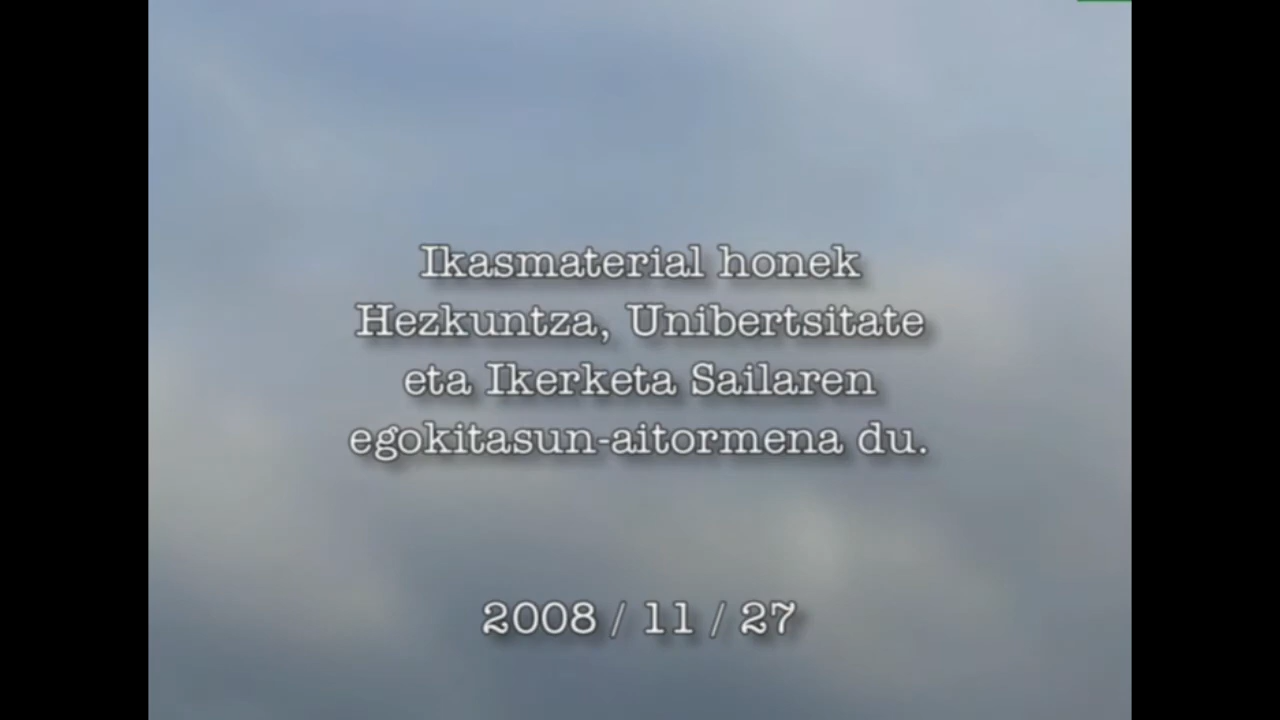 Ikasmaterial honek
Hezkuntza, Unibertsitate
eta Ikerketa Sailaren
egokitasun-aitormena du.
2008 / 11 / 27